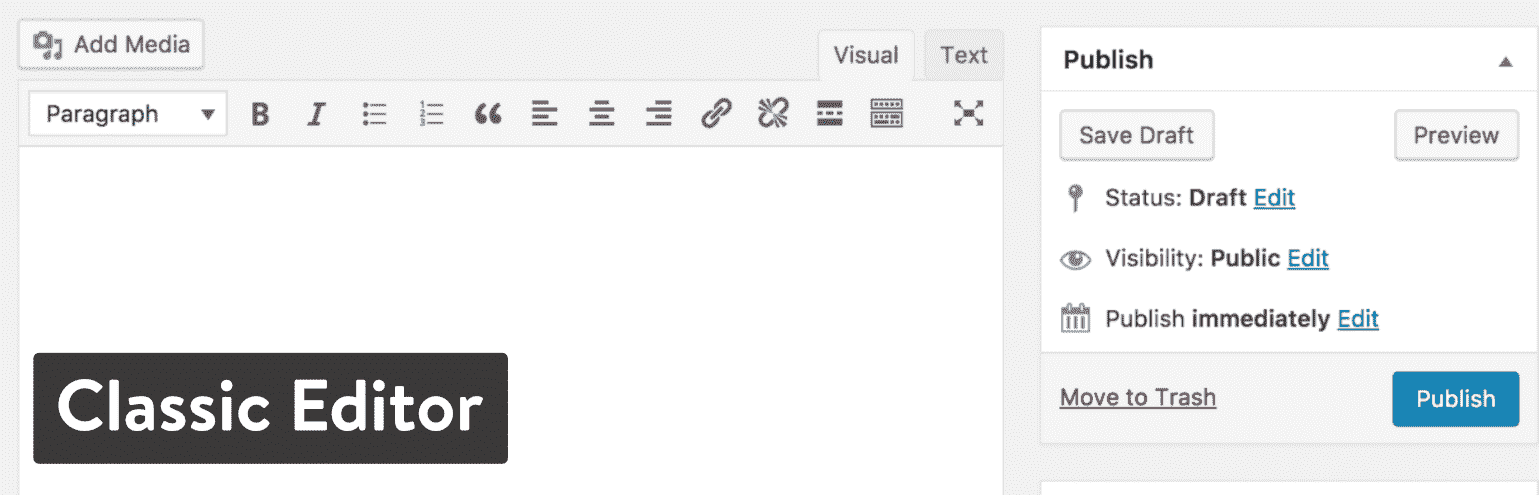 Add Media
Visual Text
Paragraph
Classic Editor
Publish
Save Draft Preview
Status: Draft Edit
Visibility: Public Edit
Publish immediately Edit
Move to Trash Publish